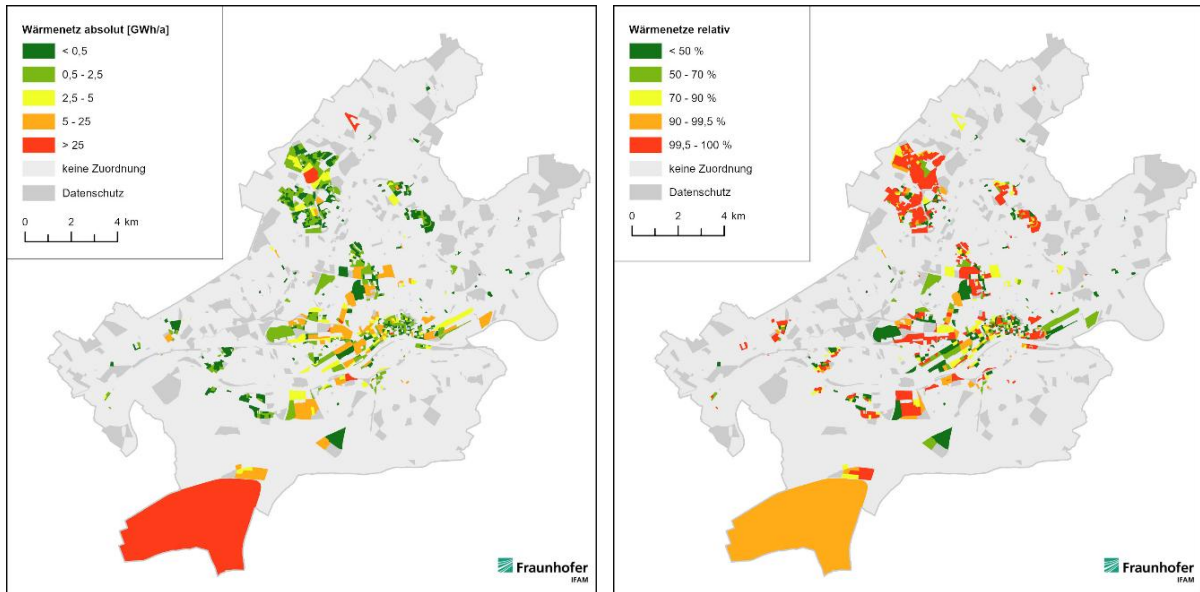 Wärmenetz absolut [GWh/a]
< 0,5
0,5 - 2,5
2,5 - 5
5 - 25
> 25
keine Zuordnung
Datenschutz
0 2 4 km
Fraunhofer
IFAM
Wärmenetze relativ
< 50 %
50 - 70 %
70 - 90 %
90 - 99,5 %
99,5 - 100 %
keine Zuordnung
Datenschutz
0 2 4 km
Fraunhofer
IFAM